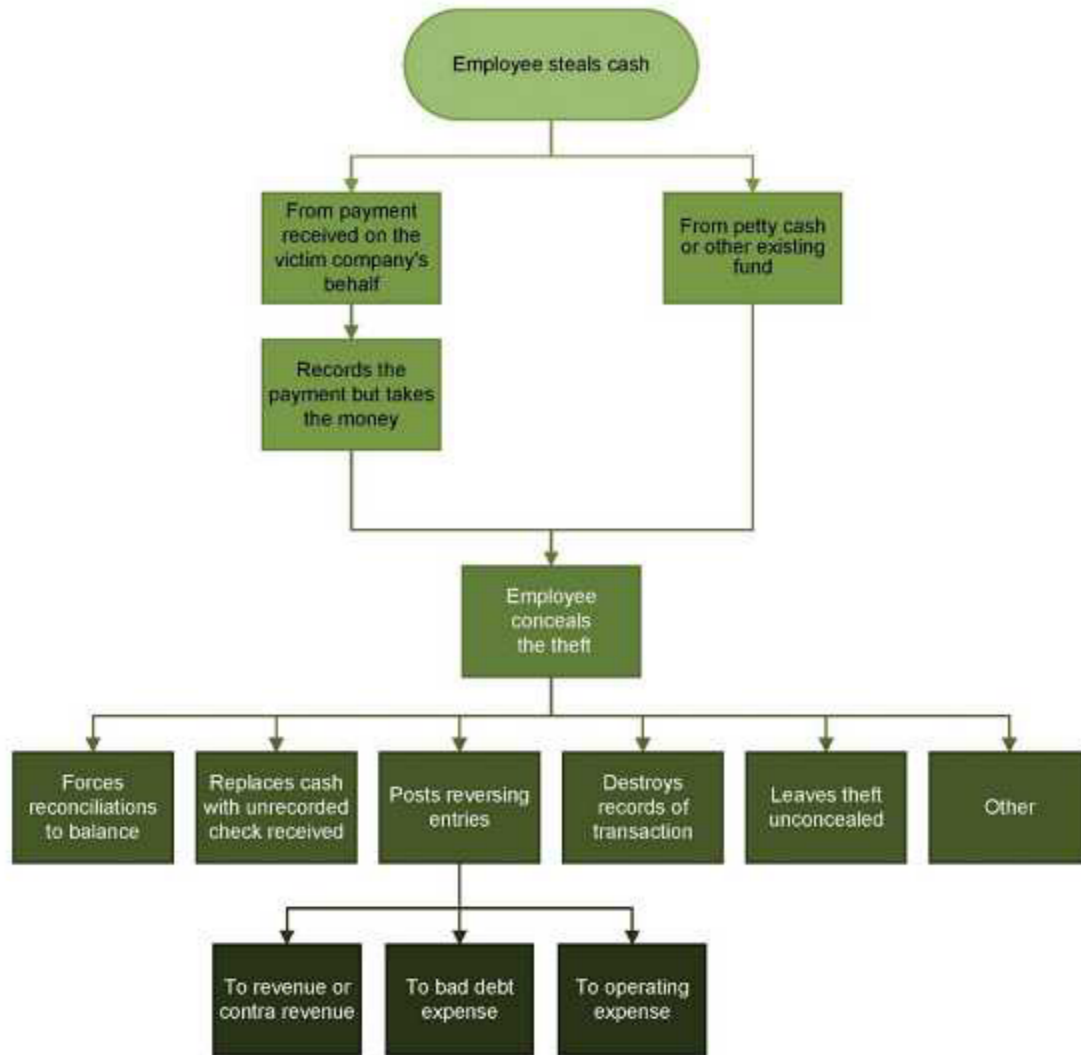 Employee steals cash
From payment
received on the
victim company's
behalf
From petty cash
or other existing
fund
Records the
payment but takes
the money
Employee
conceals
the theft
Forces
reconciliations
to balance
Replaces cash
with unrecorded
check received
Posts reversing
entries
Destroys
records of
transaction
Leaves theft
unconcealed
Other
To revenue or
contra revenue
To bad debt
expense
To operating
expense